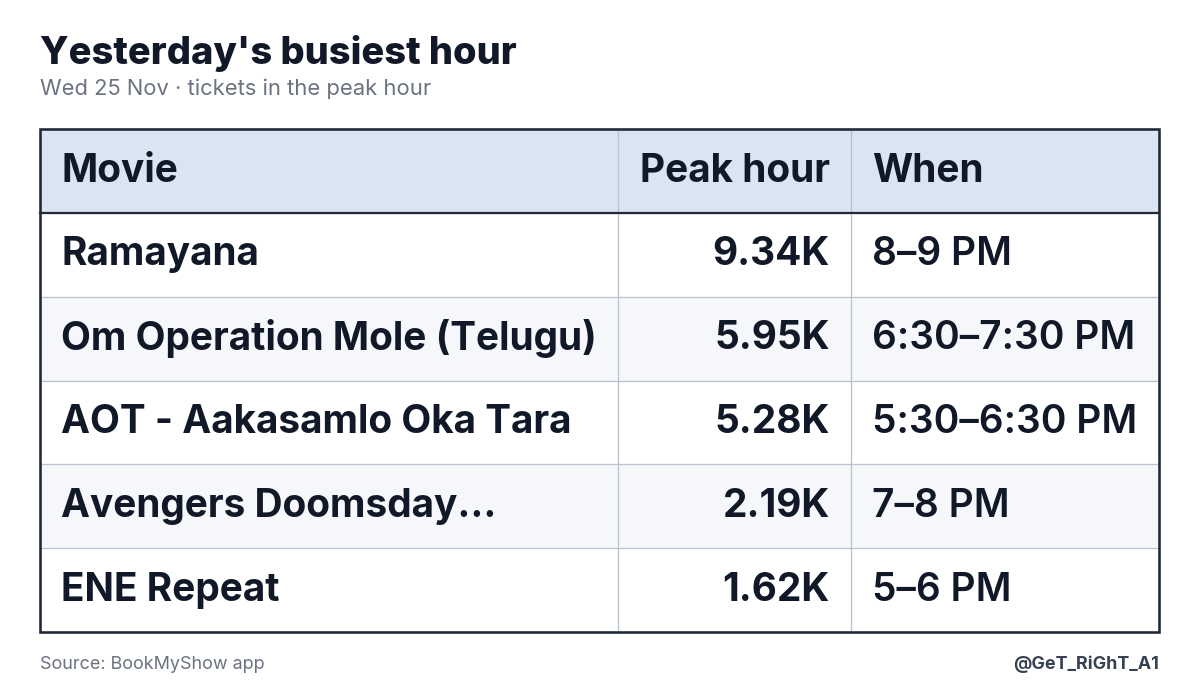 Yesterday's busiest hour
Wed 25 Nov · tickets in the peak hour
Movie Peak hour When
Ramayana 9.34K 8–9 PM
Om Operation Mole (Telugu) 5.95K 6:30–7:30 PM
AOT - Aakasamlo Oka Tara 5.28K 5:30–6:30 PM
Avengers Doomsday... 2.19K 7–8 PM
ENE Repeat 1.62K 5–6 PM
Source: BookMyShow app @GeT_RiGhT_A1